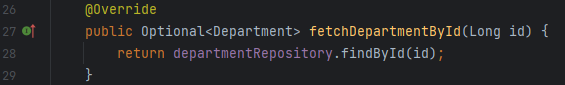 26 @Override
27 public Optional<Department> fetchDepartmentById(Long id) {
28 return departmentRepository.findById(id);
29 }